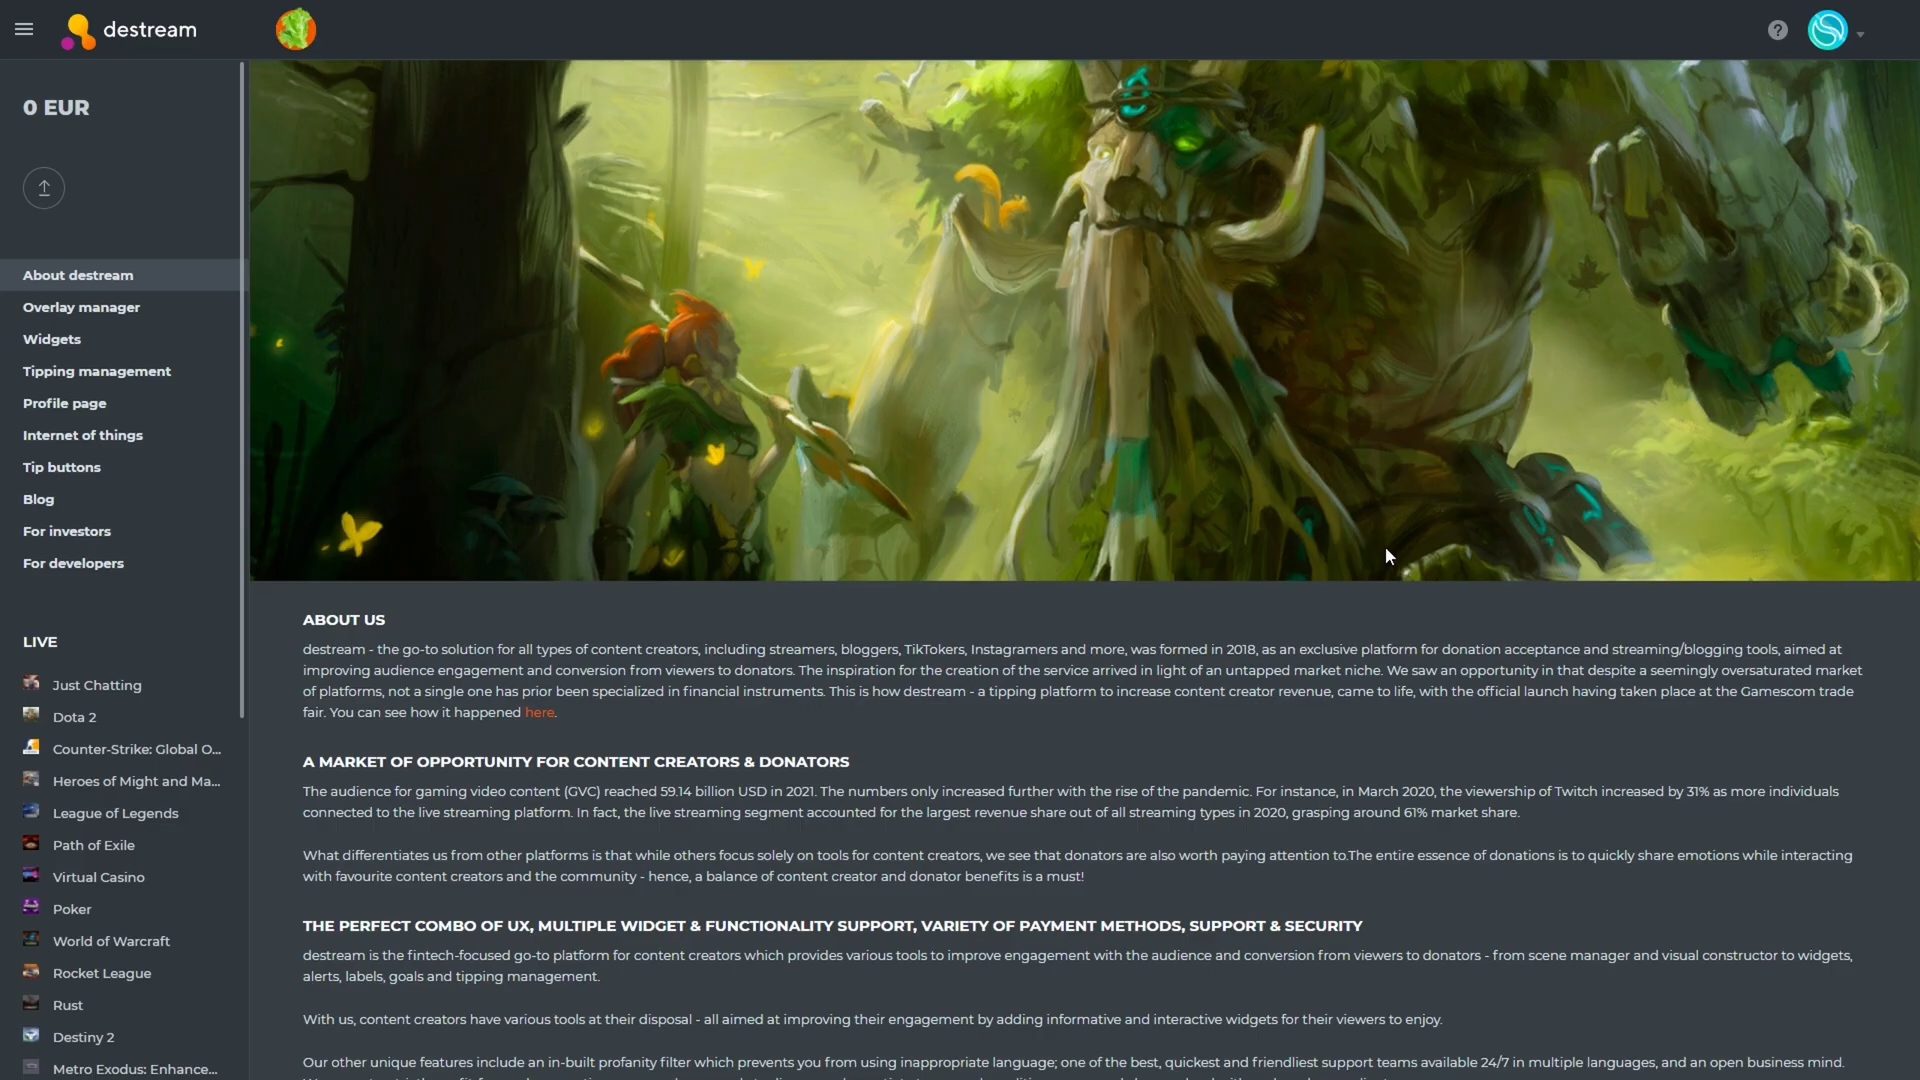 destream
0 EUR
About destream
Overlay manager
Widgets
Tipping management
Profile page
Internet of things
Tip buttons
Blog
For investors
For developers
LIVE
Just Chatting
Dota 2
Counter-Strike: Global O...
Heroes of Might and Ma...
League of Legends
Path of Exile
Virtual Casino
Poker
World of Warcraft
Rocket League
Rust
Destiny 2
Metro Exodus: Enhance...
ABOUT US
destream - the go-to solution for all types of content creators, including streamers, bloggers, TikTokers, Instagramers and more, was formed in 2018, as an exclusive platform for donation acceptance and streaming/blogging tools, aimed at
improving audience engagement and conversion from viewers to donators. The inspiration for the creation of the service arrived in light of an untapped market niche. We saw an opportunity in that despite a seemingly oversaturated market
of platforms, not a single one has prior been specialized in financial instruments. This is how destream - a tipping platform to increase content creator revenue, came to life, with the official launch having taken place at the Gamescom trade
fair. You can see how it happened here.
A MARKET OF OPPORTUNITY FOR CONTENT CREATORS & DONATORS
The audience for gaming video content (GVC) reached 59.14 billion USD in 2021. The numbers only increased further with the rise of the pandemic. For instance, in March 2020, the viewership of Twitch increased by 31% as more individuals
connected to the live streaming platform. In fact, the live streaming segment accounted for the largest revenue share out of all streaming types in 2020, grasping around 61% market share.
What differentiates us from other platforms is that while others focus solely on tools for content creators, we see that donators are also worth paying attention to.The entire essence of donations is to quickly share emotions while interacting
with favourite content creators and the community - hence, a balance of content creator and donator benefits is a must!
THE PERFECT COMBO OF UX, MULTIPLE WIDGET & FUNCTIONALITY SUPPORT, VARIETY OF PAYMENT METHODS, SUPPORT & SECURITY
destream is the fintech-focused go-to platform for content creators which provides various tools to improve engagement with the audience and conversion from viewers to donators - from scene manager and visual constructor to widgets,
alerts, labels, goals and tipping management.
With us, content creators have various tools at their disposal - all aimed at improving their engagement by adding informative and interactive widgets for their viewers to enjoy.
Our other unique features include an in-built profanity filter which prevents you from using inappropriate language; one of the best, quickest and friendliest support teams available 24/7 in multiple languages, and an open business mind.